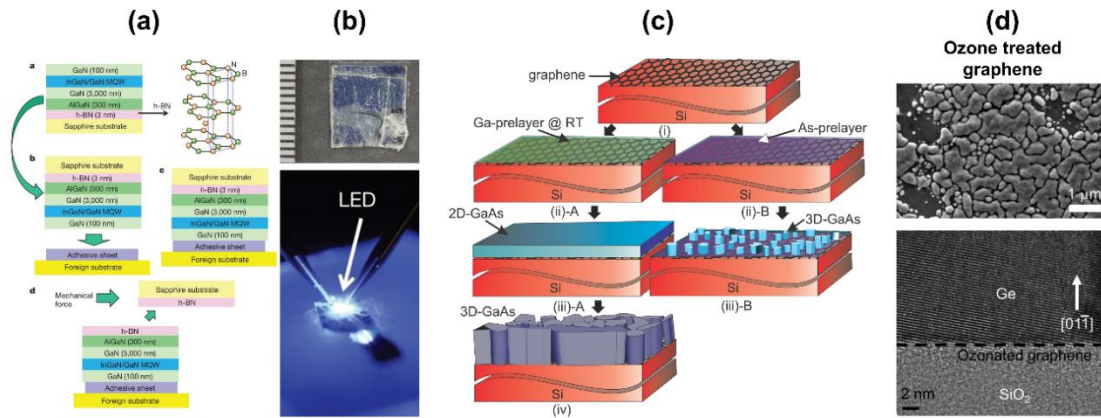 (a)
a
GaN (100 nm)
InGaN/GaN MQW
GaN (3,000 nm)
AlGaN (300 nm)
h-BN (3 nm)
Sapphire substrate
h-BN
N
B
b
Sapphire substrate
h-BN (3 nm)
AlGaN (300 nm)
GaN (3,000 nm)
InGaN/GaN MQW
GaN (100 nm)
Adhesive sheet
Foreign substrate
c
Sapphire substrate
h-BN (3 nm)
AlGaN (300 nm)
GaN (3,000 nm)
InGaN/GaN MQW
GaN (100 nm)
Adhesive sheet
Foreign substrate
d
Mechanical
force
Sapphire substrate
h-BN
h-BN
AlGaN (300 nm)
GaN (3,000 nm)
InGaN/GaN MQW
GaN (100 nm)
Adhesive sheet
Foreign substrate
(b)
LED
(c)
graphene
Si
(i)
Ga-prelayer @ RT
As-prelayer
Si
Si
(ii)-A
(ii)-B
2D-GaAs
3D-GaAs
Si
Si
(iii)-A
(iii)-B
3D-GaAs
Si
(iv)
(d)
Ozone treated
graphene
1 μm
Ge
[011̄]
Ozonated graphene
2 nm
SiO₂